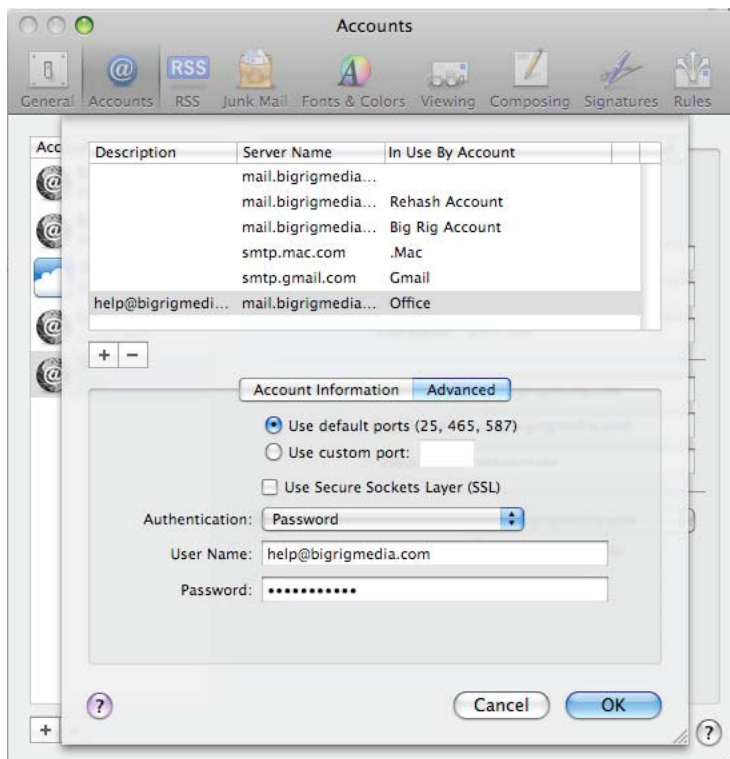 Accounts
General Accounts RSS Junk Mail Fonts & Colors Viewing Composing Signatures Rules
RSS
Acc
Description Server Name In Use By Account
mail.bigrigmedia...
mail.bigrigmedia... Rehash Account
mail.bigrigmedia... Big Rig Account
smtp.mac.com .Mac
smtp.gmail.com Gmail
help@bigrigmedi... mail.bigrigmedia... Office
+ −
Account Information Advanced
Use default ports (25, 465, 587)
Use custom port:
Use Secure Sockets Layer (SSL)
Authentication: Password
User Name: help@bigrigmedia.com
Password: •••••••••••
? Cancel OK
+ ?